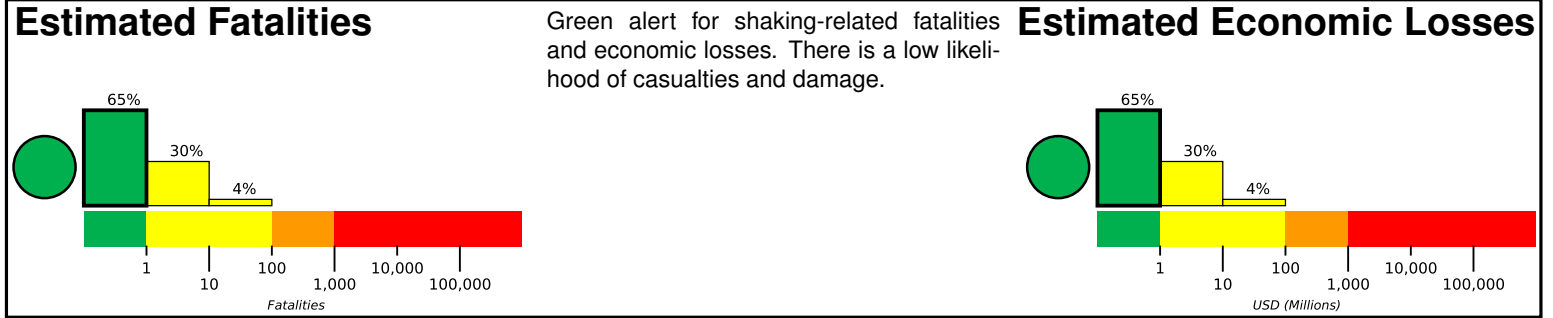 Estimated Fatalities
Green alert for shaking-related fatalities
and economic losses. There is a low likeli-
hood of casualties and damage.
Estimated Economic Losses
65%
30%
4%
1
10
100
1,000
10,000
100,000
Fatalities
65%
30%
4%
1
10
100
1,000
10,000
100,000
USD (Millions)